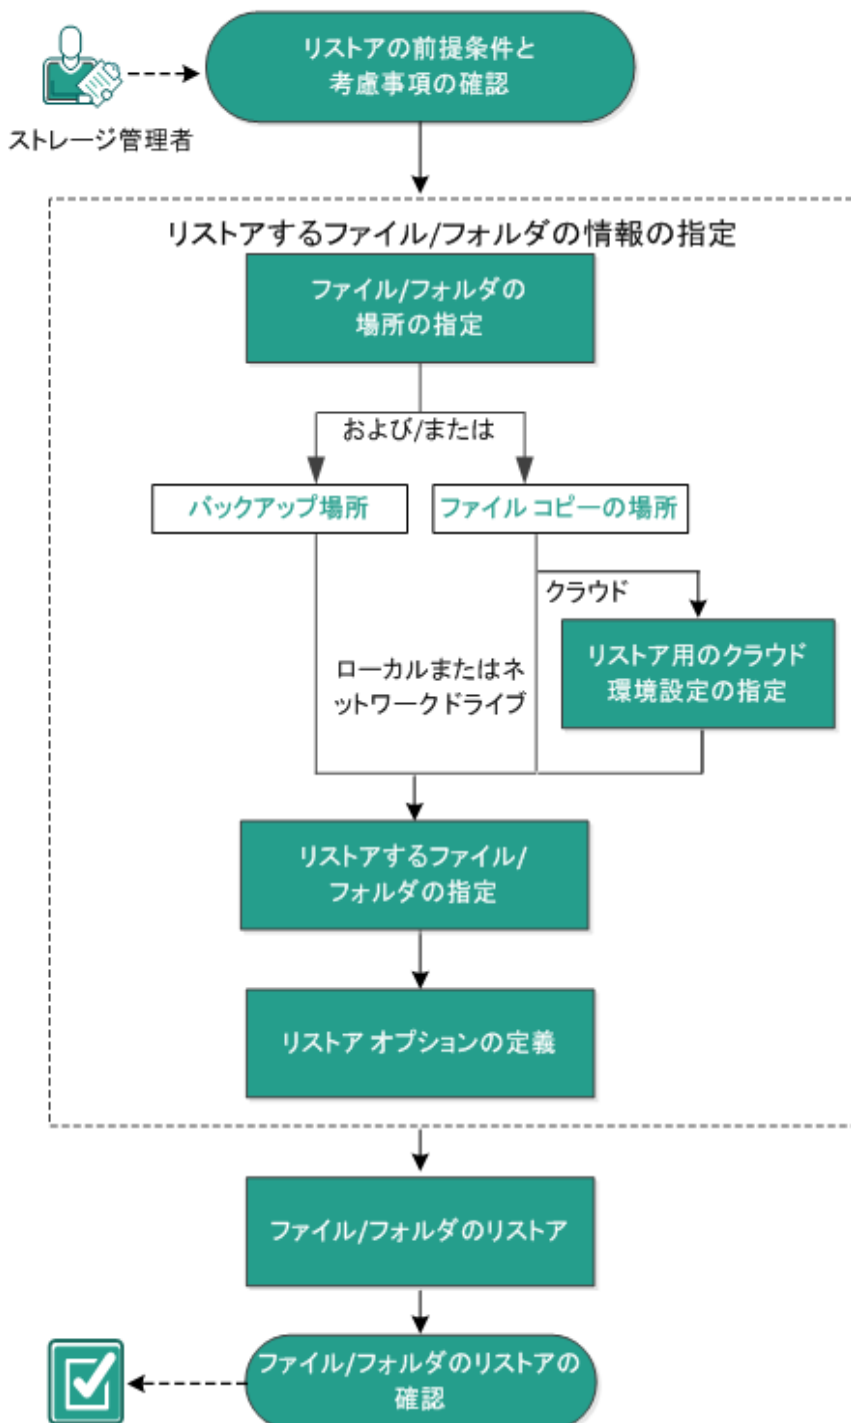 リストアの前提条件と
考慮事項の確認
ストレージ管理者
リストアするファイル/フォルダの情報の指定
ファイル/フォルダの
場所の指定
および/または
バックアップ場所
ファイル コピーの場所
クラウド
リストア用のクラウド
環境設定の指定
ローカルまたはネ
ットワークドライブ
リストアするファイル/
フォルダの指定
リストア オプションの定義
ファイル/フォルダのリストア
ファイル/フォルダのリストアの
確認